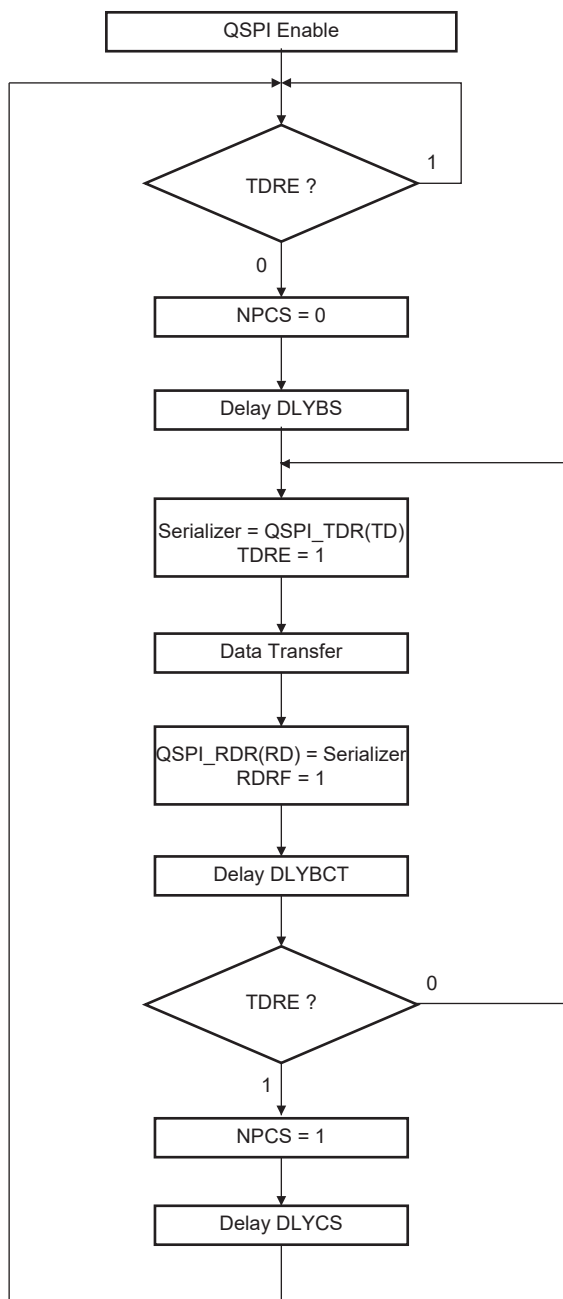 QSPI Enable
TDRE ?
1
0
NPCS = 0
Delay DLYBS
Serializer = QSPI_TDR(TD)
TDRE = 1
Data Transfer
QSPI_RDR(RD) = Serializer
RDRF = 1
Delay DLYBCT
TDRE ?
0
1
NPCS = 1
Delay DLYCS